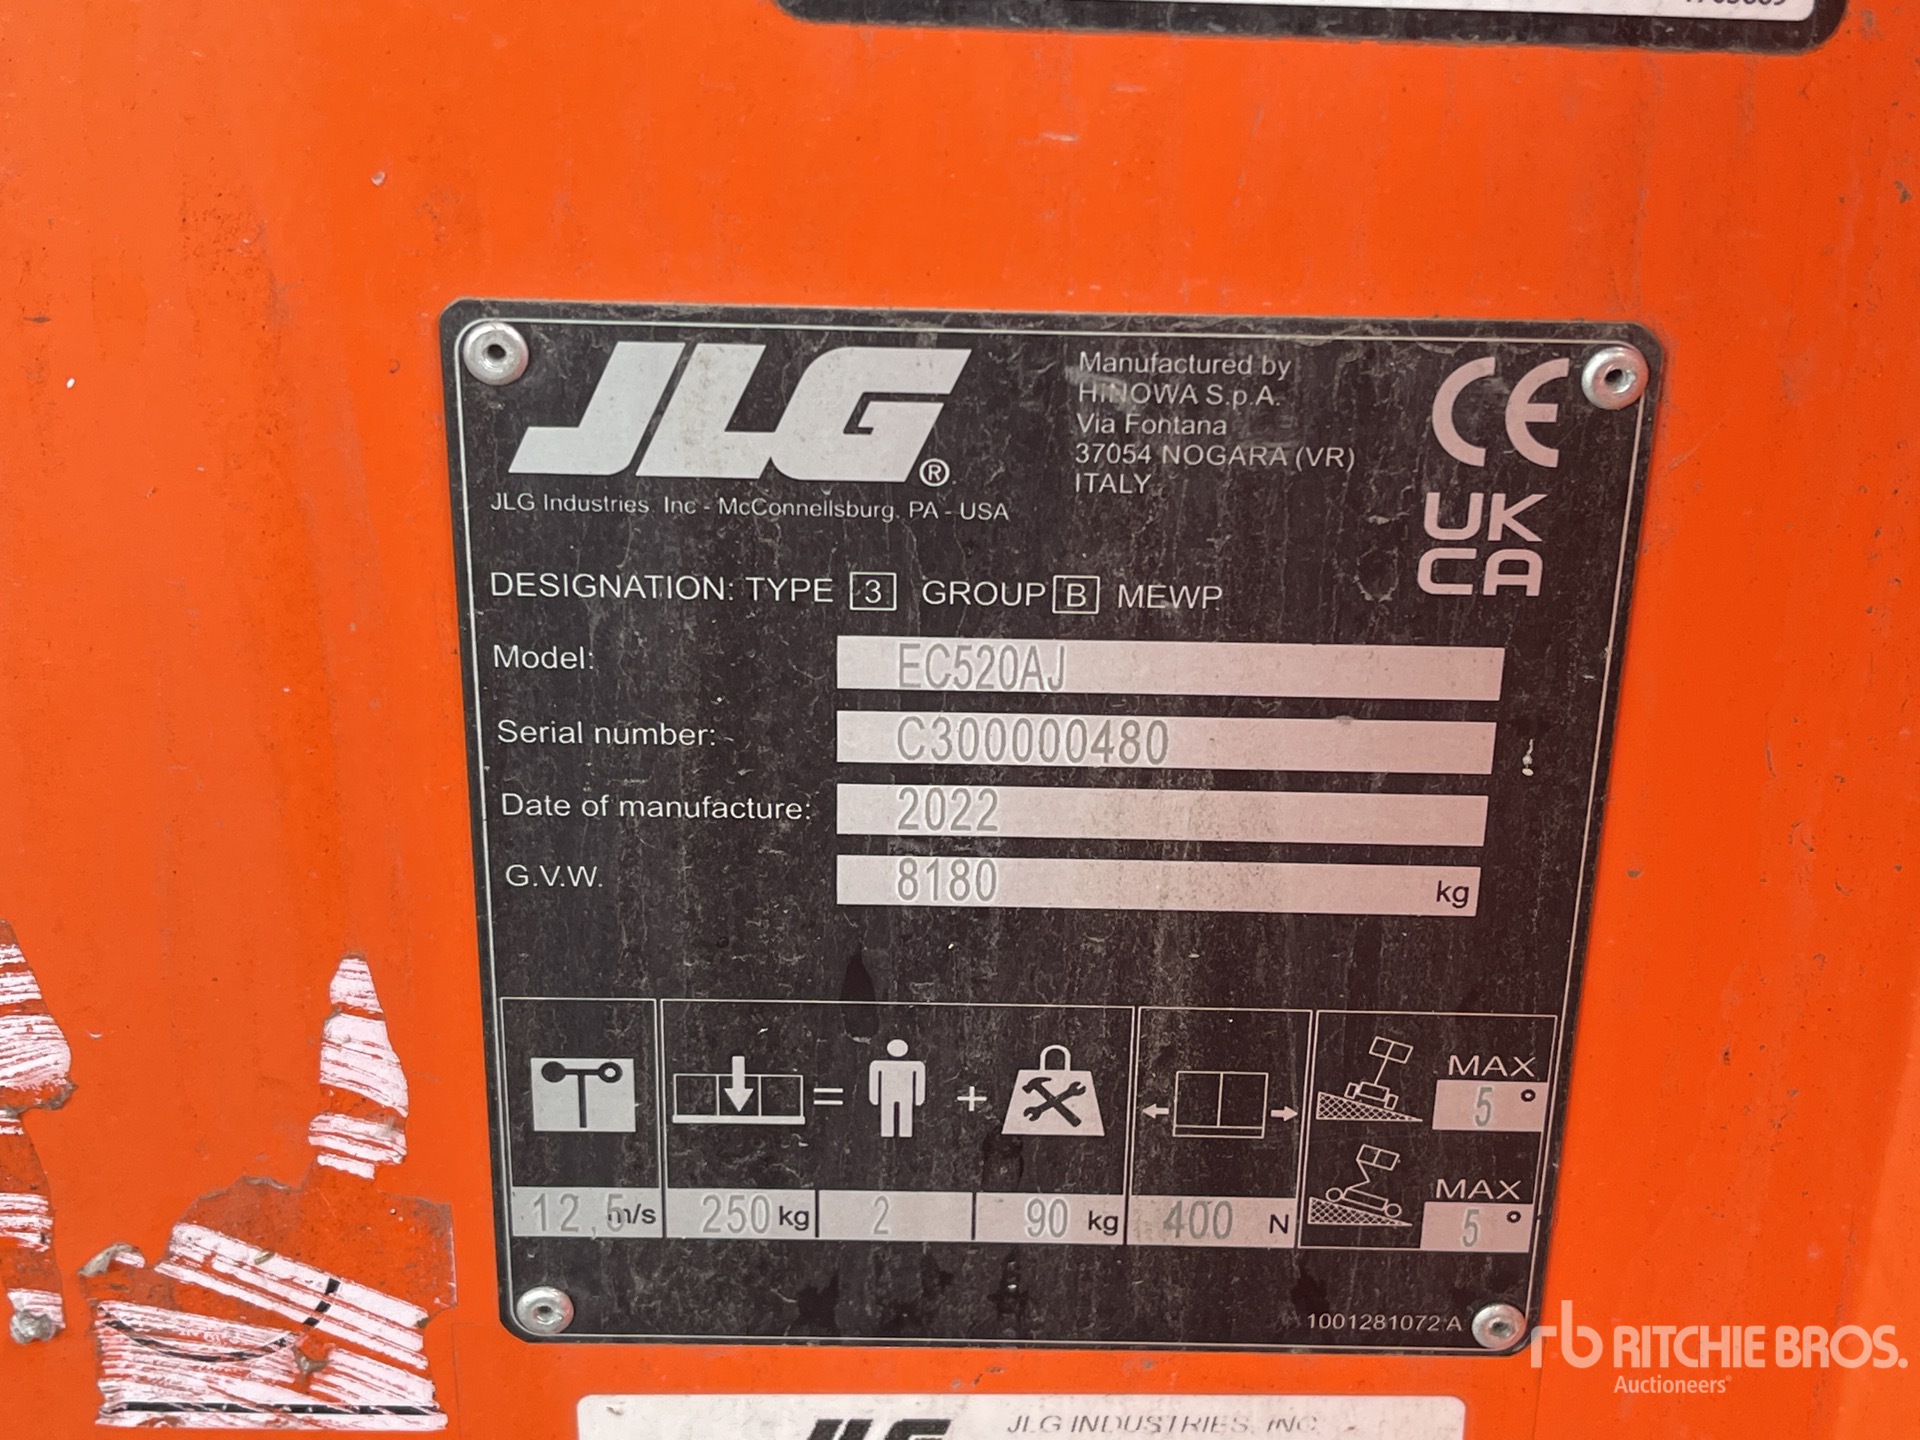 JLG®
JLG Industries, Inc - McConnellsburg, PA - USA
Manufactured by
HiNOWA S.p.A.
Via Fontana
37054 NOGARA (VR)
ITALY
CE
UK
CA
DESIGNATION: TYPE 3 GROUP B MEWP
Model: EC520AJ
Serial number: C300000480
Date of manufacture: 2022
G.V.W. 8180 kg
= +
MAX
5 °
MAX
5 °
12,5 m/s 250 kg 2 90 kg 400 N
1001281072 A
rb RITCHIE BROS.
Auctioneers
JLG JLG INDUSTRIES, INC.